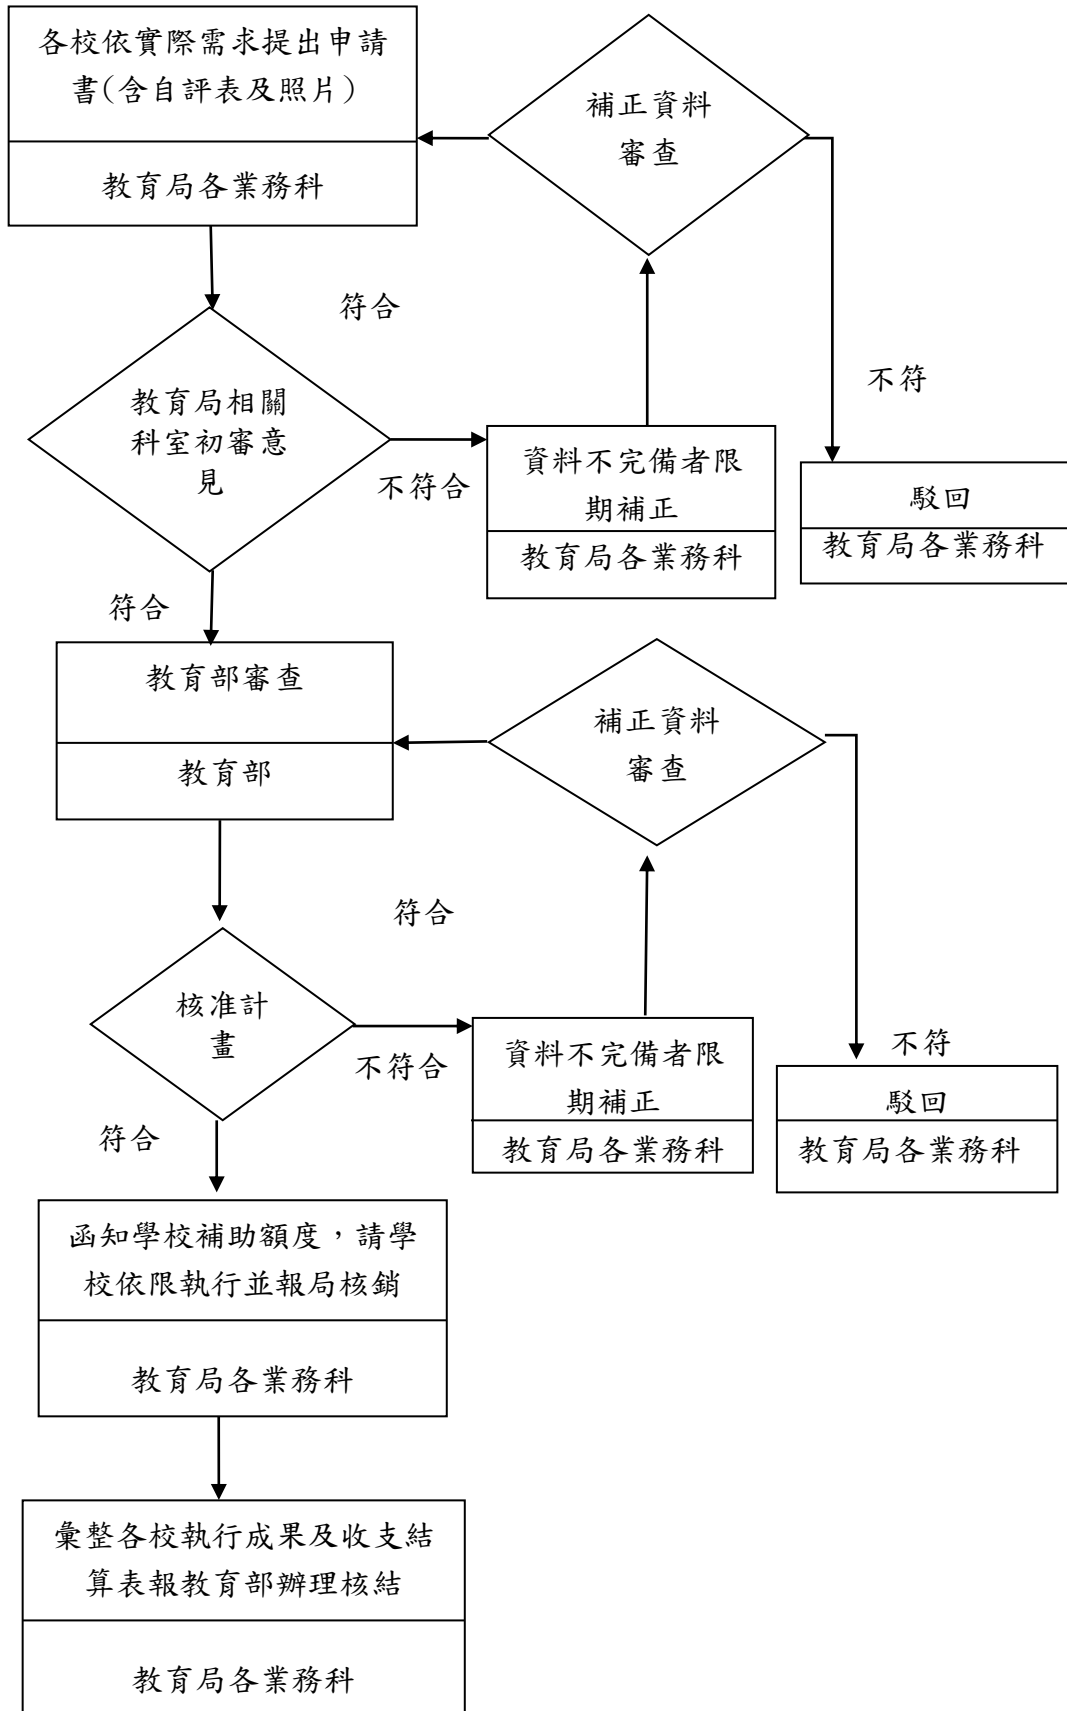 各校依實際需求提出申請
書(含自評表及照片)
教育局各業務科
補正資料
審查
符合
不符
教育局相關
科室初審意
見
不符合
資料不完備者限
期補正
教育局各業務科
駁回
教育局各業務科
符合
教育部審查
教育部
補正資料
審查
符合
核准計
畫
不符合
資料不完備者限
期補正
教育局各業務科
不符
駁回
教育局各業務科
符合
函知學校補助額度，請學
校依限執行並報局核銷
教育局各業務科
彙整各校執行成果及收支結
算表報教育部辦理核結
教育局各業務科